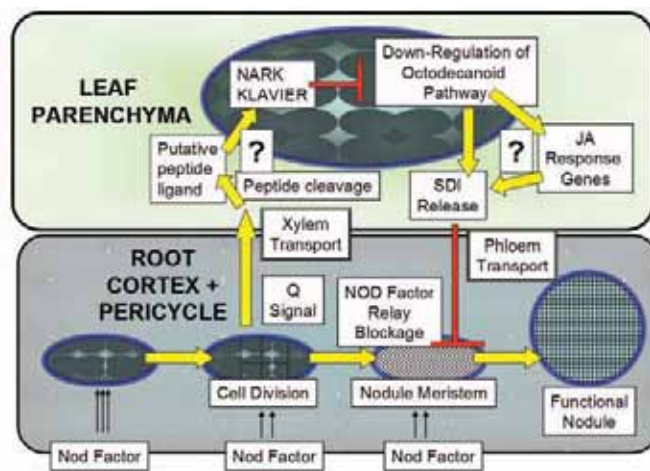 LEAF
PARENCHYMA
NARK
KLAVIER
Down-Regulation of
Octodecanoid
Pathway
Putative
peptide
ligand
?
Peptide cleavage
?
JA
Response
Genes
SDI
Release
Xylem
Transport
Phloem
Transport
ROOT
CORTEX +
PERICYCLE
Q
Signal
NOD Factor
Relay
Blockage
Cell Division
Nodule Meristem
Functional
Nodule
Nod Factor
Nod Factor
Nod Factor